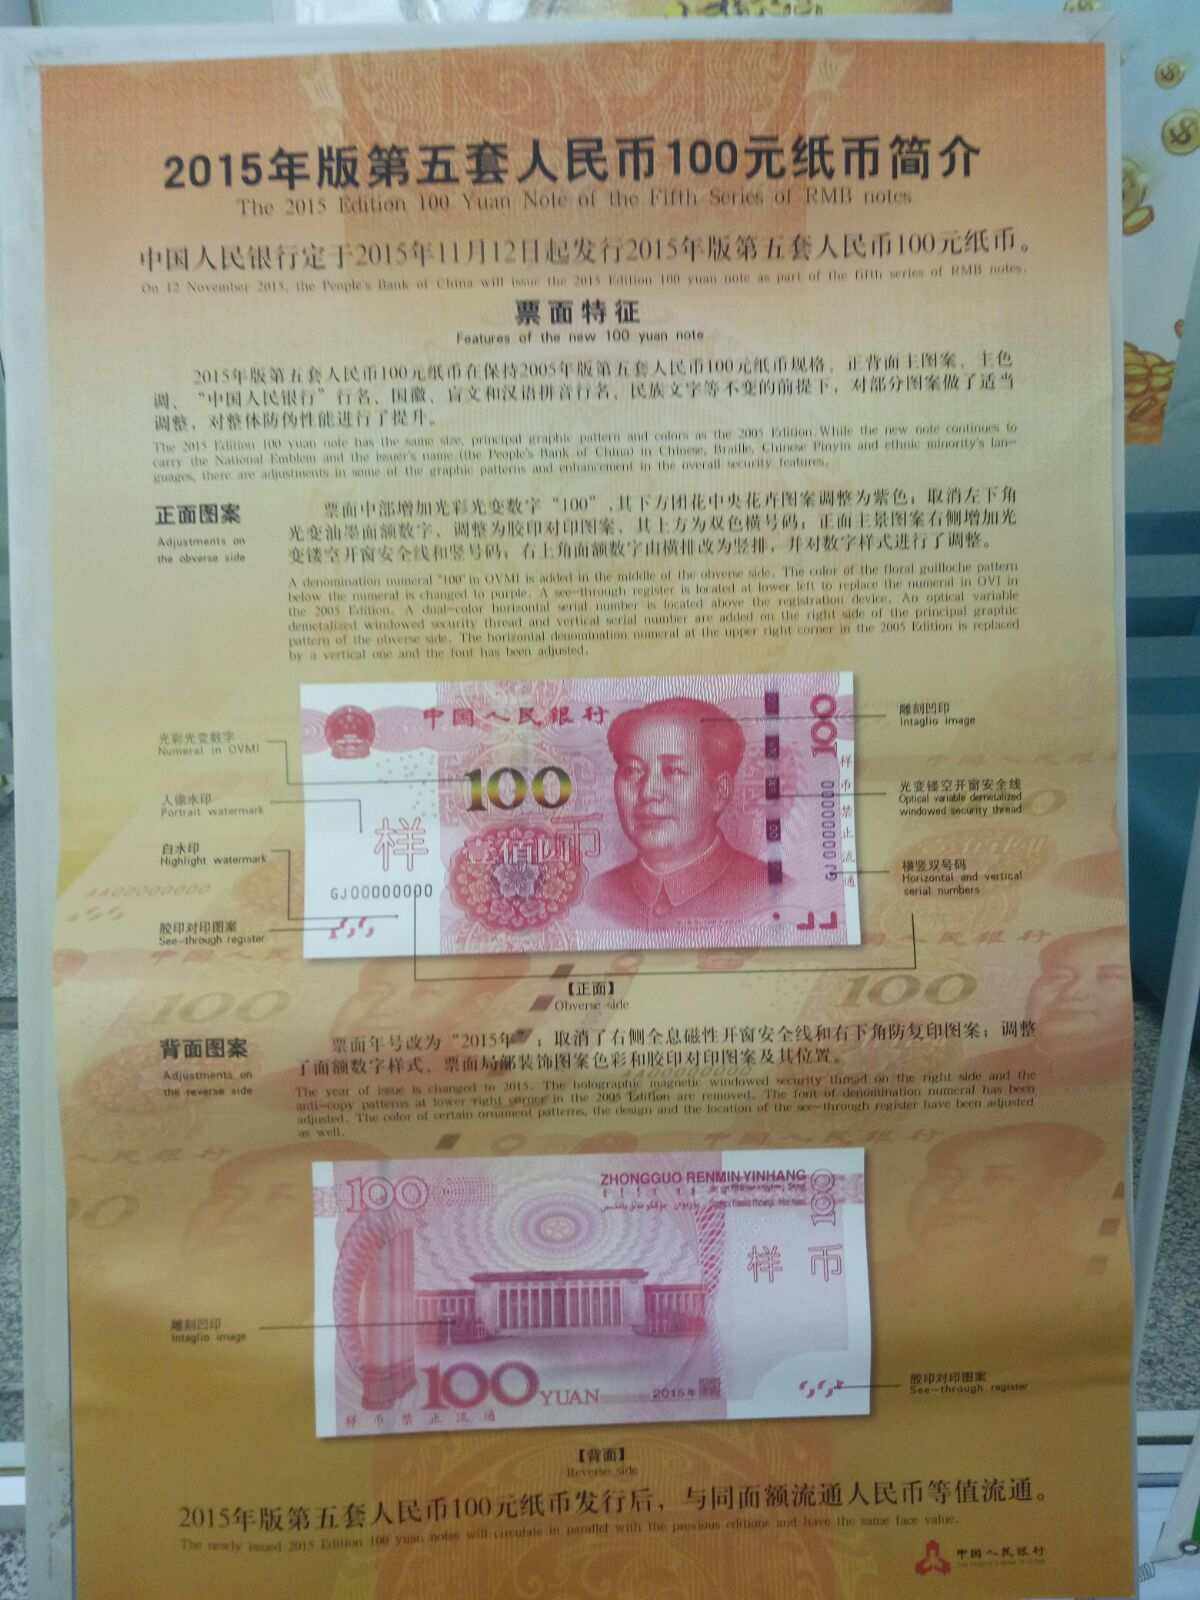 2015年版第五套人民币100元纸币简介
The 2015 Edition 100 Yuan Note of the Fifth Series of RMB notes
中国人民银行定于2015年11月12日起发行2015年版第五套人民币100元纸币。
On 12 November 2015, the People's Bank of China will issue the 2015 Edition 100 yuan note as part of the fifth series of RMB notes.
票面特征
Features of the new 100 yuan note
2015年版第五套人民币100元纸币在保持2005年版第五套人民币100元纸币规格、正背面主图案、主色
调、“中国人民银行”行名、国徽、盲文和汉语拼音行名、民族文字等不变的前提下，对部分图案做了适当
调整，对整体防伪性能进行了提升。
The 2015 Edition 100 yuan note has the same size, principal graphic pattern and colors as the 2005 Edition.While the new note continues to
carry the National Emblem and the issuer's name (the People's Bank of China) in Chinese, Braille, Chinese Pinyin and ethnic minority's lan-
guages, there are adjustments in some of the graphic patterns and enhancement in the overall security features.
正面图案
Adjustments on
the obverse side
票面中部增加光彩光变数字“100”,其下方团花中央花卉图案调整为紫色；取消左下角
光变油墨面额数字，调整为胶印对印图案，其上方为双色横号码；正面主景图案右侧增加光
变镂空开窗安全线和竖号码；右上角面额数字由横排改为竖排，并对数字样式进行了调整。
A denomination numeral "100" in OVMI is added in the middle of the obverse side. The color of the floral guilloche pattern
below the numeral is changed to purple. A see-through register is located at lower left to replace the numeral in OVI in
the 2005 Edition. A dual-color horisontal serial number is located above the registration device. An optical variable
demetalized windowed security thread and vertical serial number are added on the right side of the principal graphic
pattern of the obverse side. The horizontal denomination numeral at the upper right corner in the 2005 Edition is replaced
by a vertical one and the font has been adjusted.
光彩光变数字
Numeral in OVMI
人像水印
Portrait watermark
白水印
Highlight watermark
胶印对印图案
See-through register
中国人民银行
100
样币
壹佰圆
GJ00000000
100
GJ00000000
样币禁止流通
雕刻凹印
Intaglio image
光变镂空开窗安全线
Optical variable demetalized
windowed security thread
横竖双号码
Horizontal and vertical
serial numbers
【正面】
Obverse side
背面图案
Adjustments on
the reverse side
票面年号改为“2015年”；取消了右侧全息磁性开窗安全线和右下角防复印图案；调整
了面额数字样式、票面局部装饰图案色彩和胶印对印图案及其位置。
The year of issue is changed to 2015. The holographic magnetic windowed security thread on the right side and the
anti-copy patterns at lower right corner in the 2005 Edition are removed. The font of denomination numeral has been
adjusted. The color of certain ornament patterns, the design and the location of the see-through register have been adjusted
as well.
100
ZHONGGUO RENMIN YINHANG
100
样币
100 YUAN
2015年
样币禁止流通
雕刻凹印
Intaglio image
胶印对印图案
See-through register
【背面】
Reverse side
2015年版第五套人民币100元纸币发行后，与同面额流通人民币等值流通。
The newly issued 2015 Edition 100 yuan notes will circulate in parallel with the previous editions and have the same face value.
中国人民银行